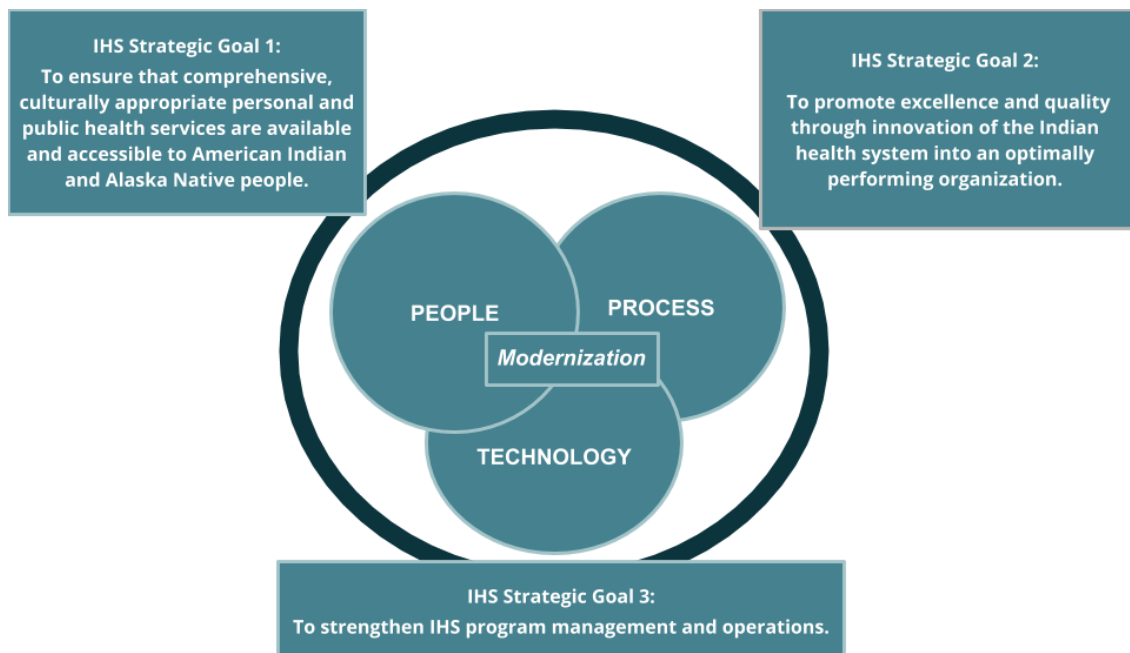 IHS Strategic Goal 1:
To ensure that comprehensive,
culturally appropriate personal and
public health services are available
and accessible to American Indian
and Alaska Native people.
IHS Strategic Goal 2:
To promote excellence and quality
through innovation of the Indian
health system into an optimally
performing organization.
PEOPLE
PROCESS
Modernization
TECHNOLOGY
IHS Strategic Goal 3:
To strengthen IHS program management and operations.